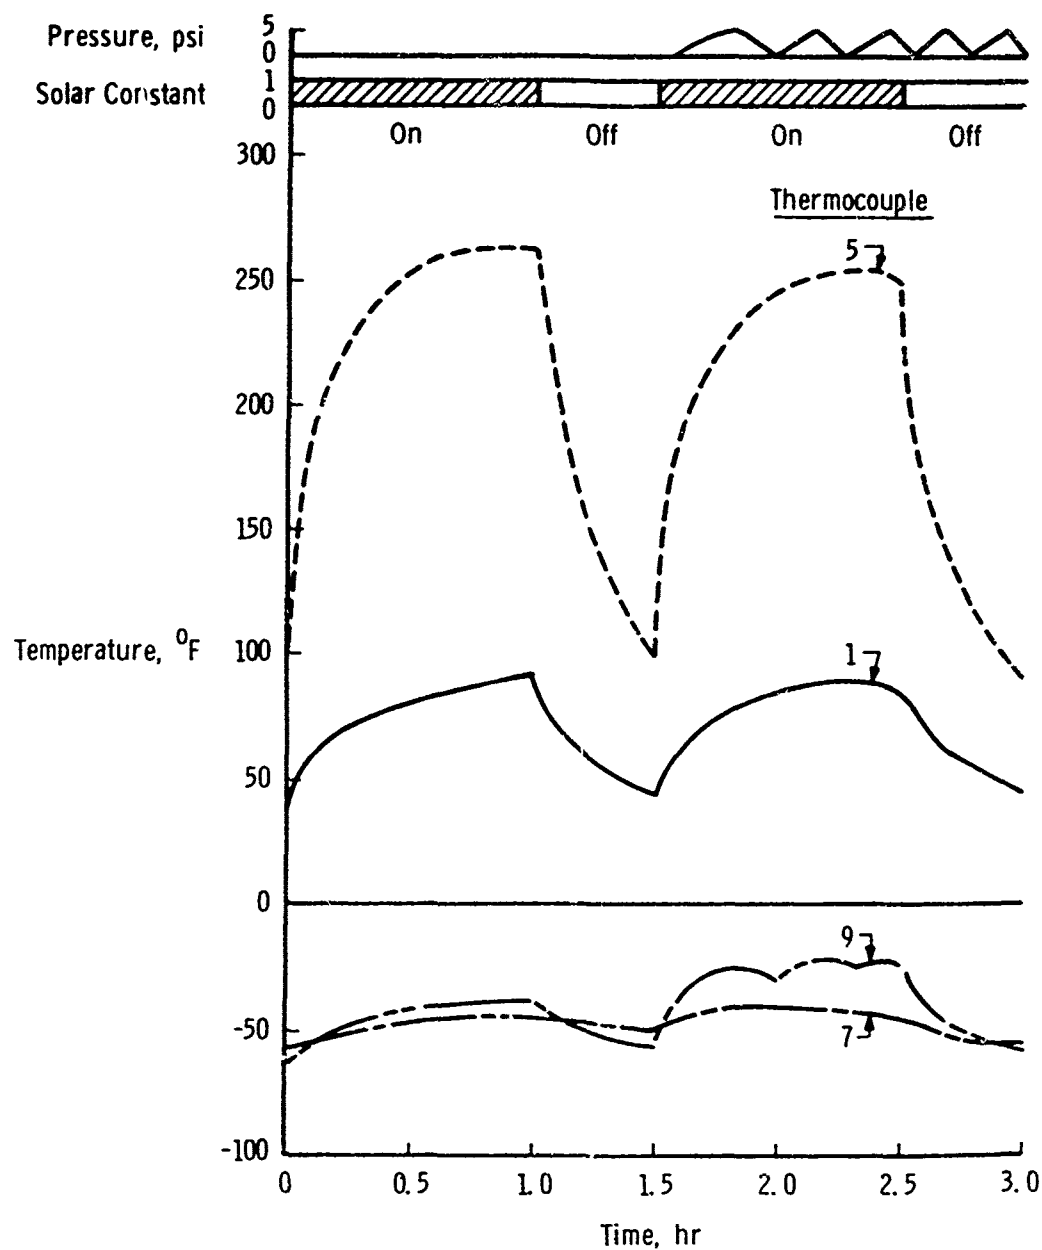 Pressure, psi
5
0
Solar Constant
1
0
On Off On Off
300
Thermocouple
5
250
200
150
Temperature, °F
100
1
50
0
9
-50
7
-100
0 0.5 1.0 1.5 2.0 2.5 3.0
Time, hr